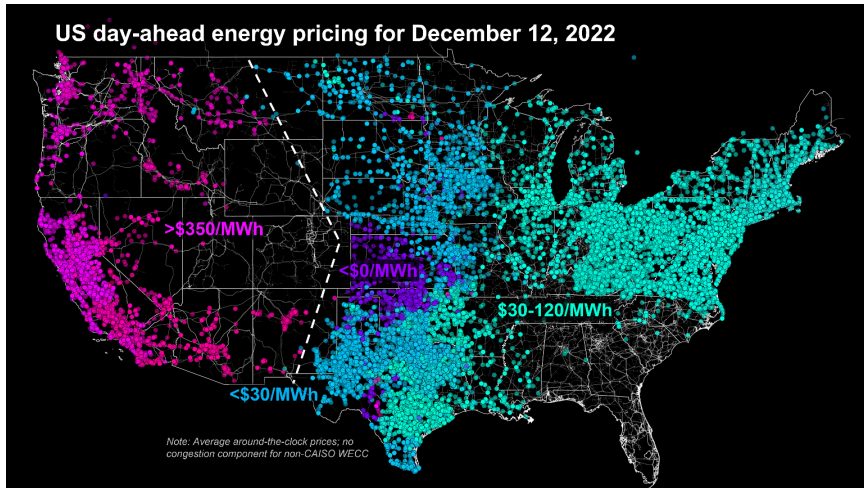 US day-ahead energy pricing for December 12, 2022
>$350/MWh
<$0/MWh
$30-120/MWh
<$30/MWh
Note: Average around-the-clock prices; no
congestion component for non-CAISO WECC